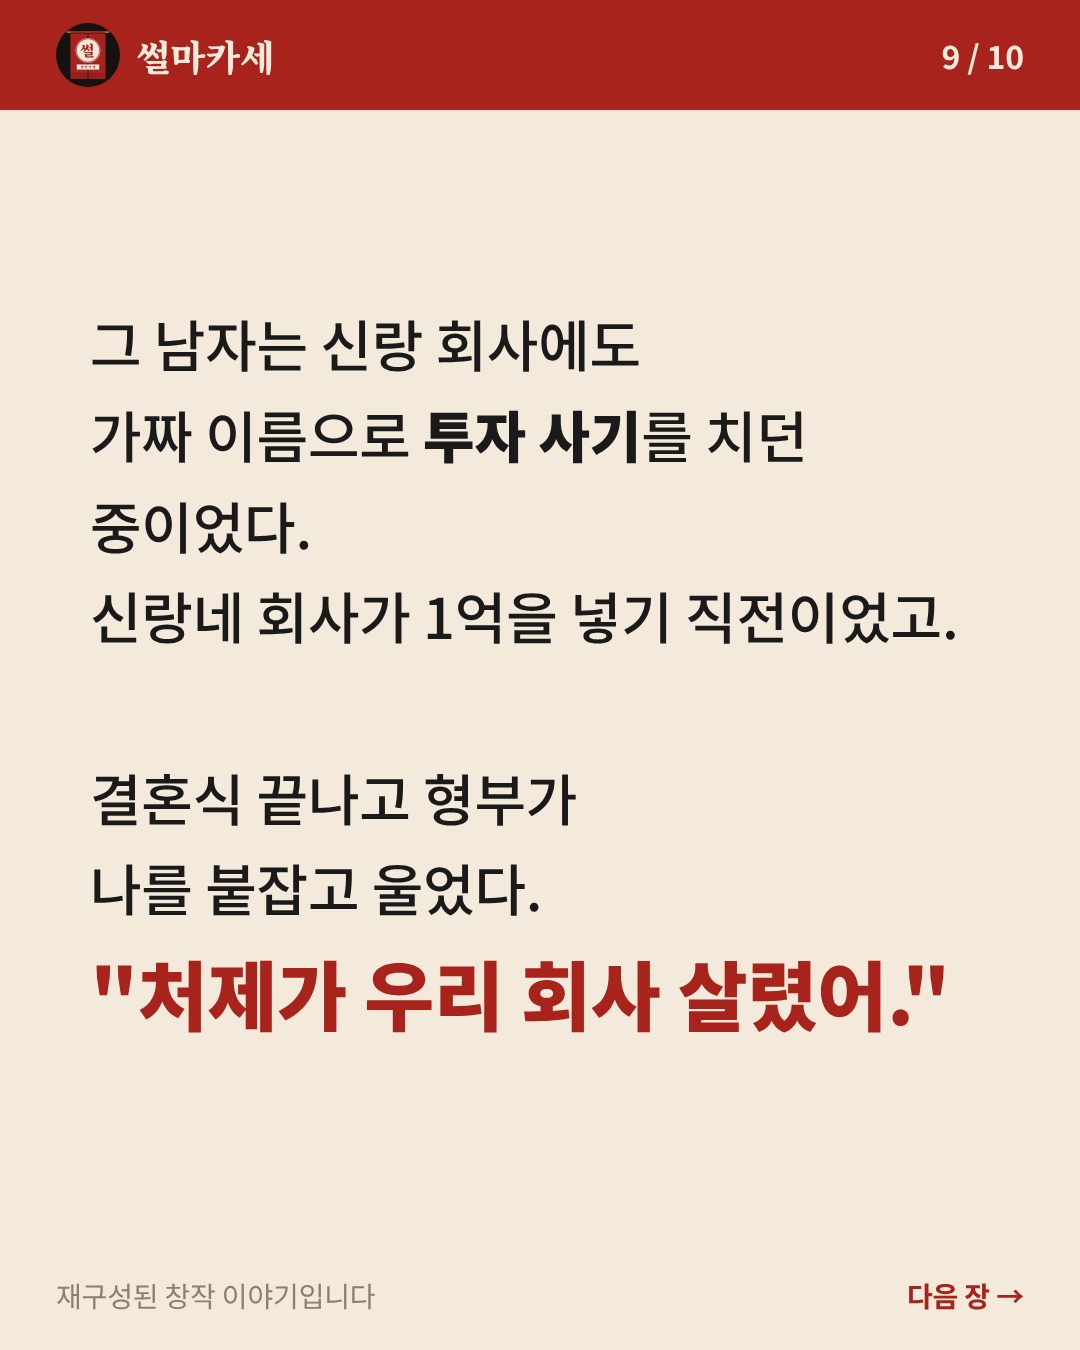 썰
썰마카세
9 / 10
그 남자는 신랑 회사에도
가짜 이름으로 투자 사기를 치던
중이었다.
신랑네 회사가 1억을 넣기 직전이었고.
결혼식 끝나고 형부가
나를 붙잡고 울었다.
"처제가 우리 회사 살렸어."
재구성된 창작 이야기입니다
다음 장 →